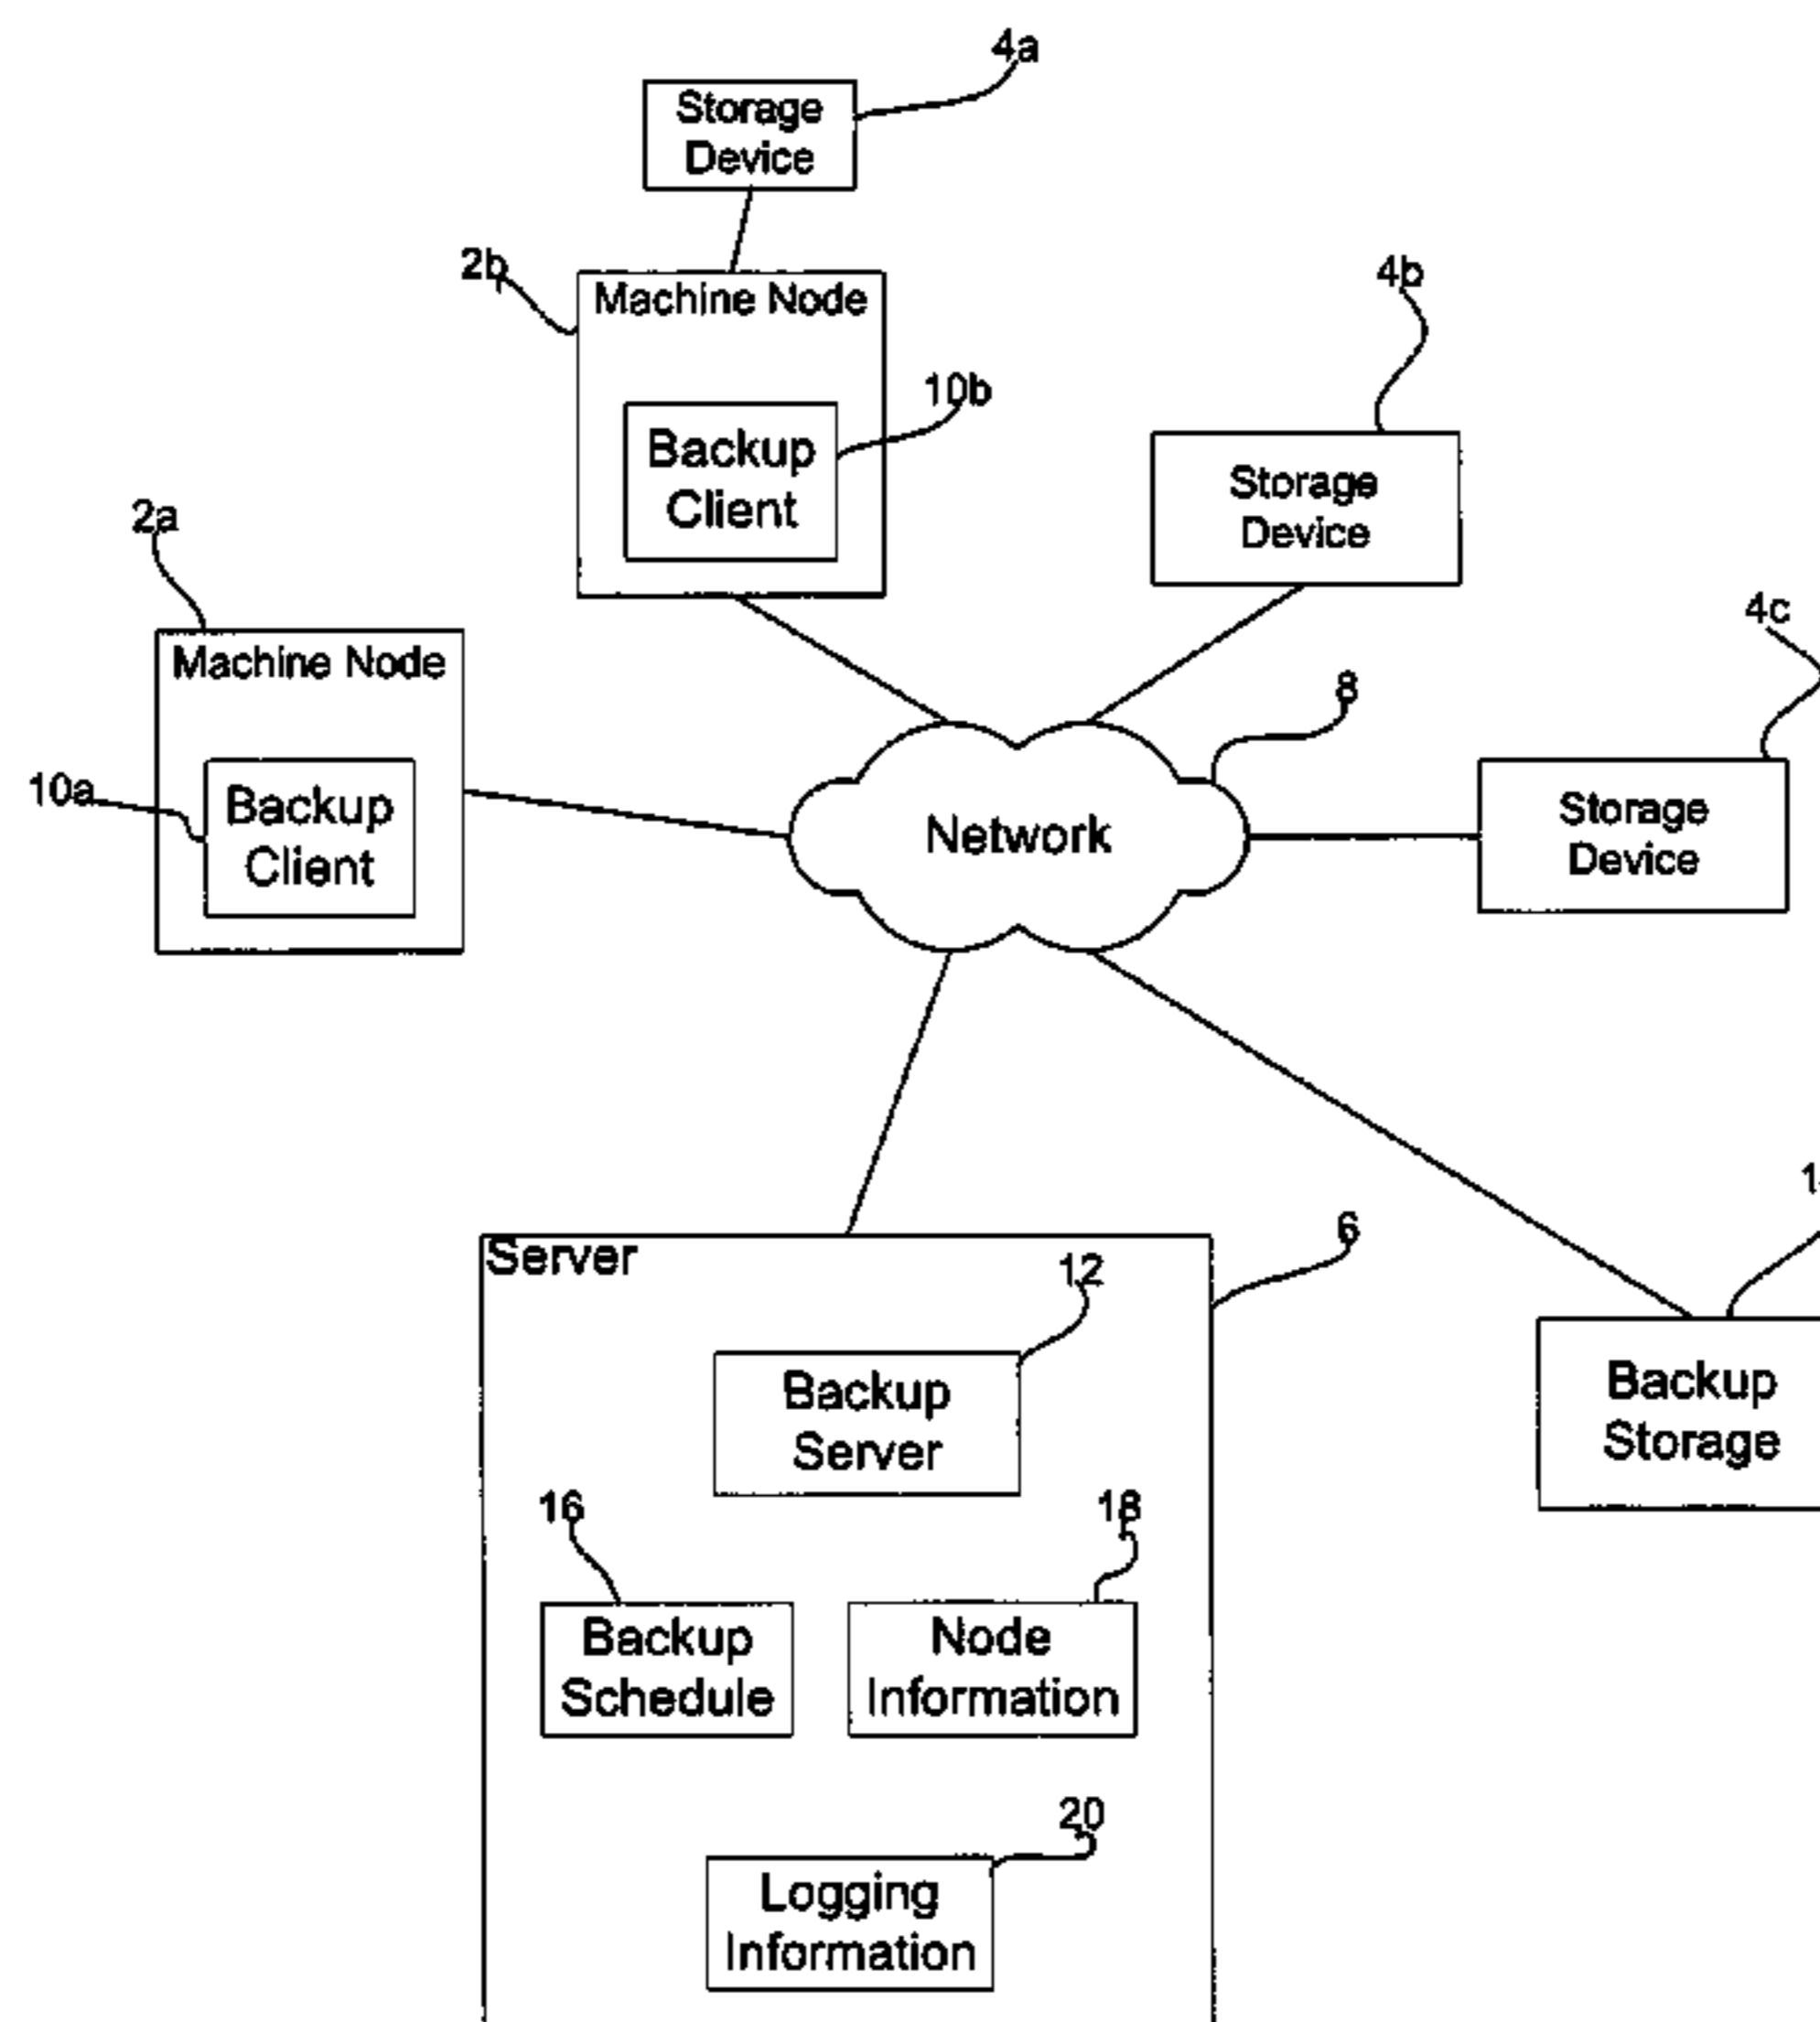 4a
Storage
Device
2b
Machine Node
4b
10b
Backup
Client
Storage
Device
2a
4c
Machine Node
8
10a
Backup
Client
Network
Storage
Device
6
Server
12
Backup
Server
Backup
Storage
16
18
Backup
Schedule
Node
Information
20
Logging
Information